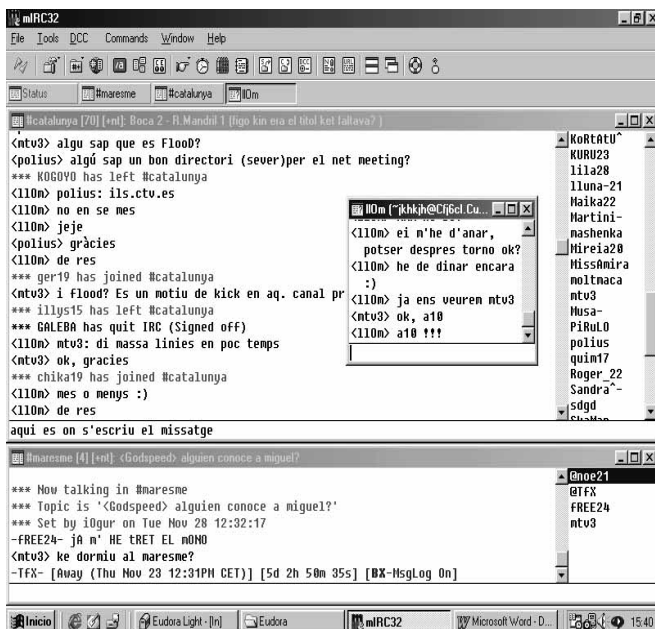 mIRC32
File Tools DCC Commands Window Help
Status #maresme #catalunya ll0m
#catalunya [70] [+nt]: Boca 2 - R.Mandril 1 (figo kin era el titol ket faltava? )
<mtv3> algu sap que es FlooD?
<polius> algú sap un bon directori (sever)per el net meeting?
*** KOGOYO has left #catalunya
<ll0m> polius: ils.ctv.es
<ll0m> no en se mes
<ll0m> jeje
<polius> gràcies
<ll0m> de res
*** ger19 has joined #catalunya
<mtv3> i flood? Es un motiu de kick en aq. canal pr
*** illys15 has left #catalunya
*** GALEBA has quit IRC (Signed off)
<ll0m> mtv3: di massa linies en poc temps
<mtv3> ok, gracies
*** chika19 has joined #catalunya
<ll0m> mes o menys :)
<ll0m> de res
aqui es on s'escriu el missatge
KoRtAtU^
KURU23
lila28
lluna-21
Maika22
Martini-
mashenka
Mireia20
MissAmira
moltmaca
mtv3
Musa-
PiRuL0
polius
quim17
Roger_22
Sandra^-
sdgd
ll0m (~jkhkjh@Cfj6cl.Cu...
<ll0m> ei m'he d'anar,
potser despres torno ok?
<ll0m> he de dinar encara
:)
<ll0m> ja ens veurem mtv3
<mtv3> ok, a10
<ll0m> a10 !!!
#maresme [4] [+nt]: <Godspeed> alguien conoce a miguel?
*** Now talking in #maresme
*** Topic is '<Godspeed> alguien conoce a miguel?'
*** Set by iOgur on Tue Nov 28 12:32:17
-fREE24- jA m' HE tRET EL mONO
<mtv3> ke dormiu al maresme?
-TfX- [Away (Thu Nov 23 12:31PM CET)] [5d 2h 50m 35s] [BX-MsgLog On]
@noe21
@TfX
fREE24
mtv3
Inicio Eudora Light - [In] Eudora mIRC32 Microsoft Word - D... 15:40